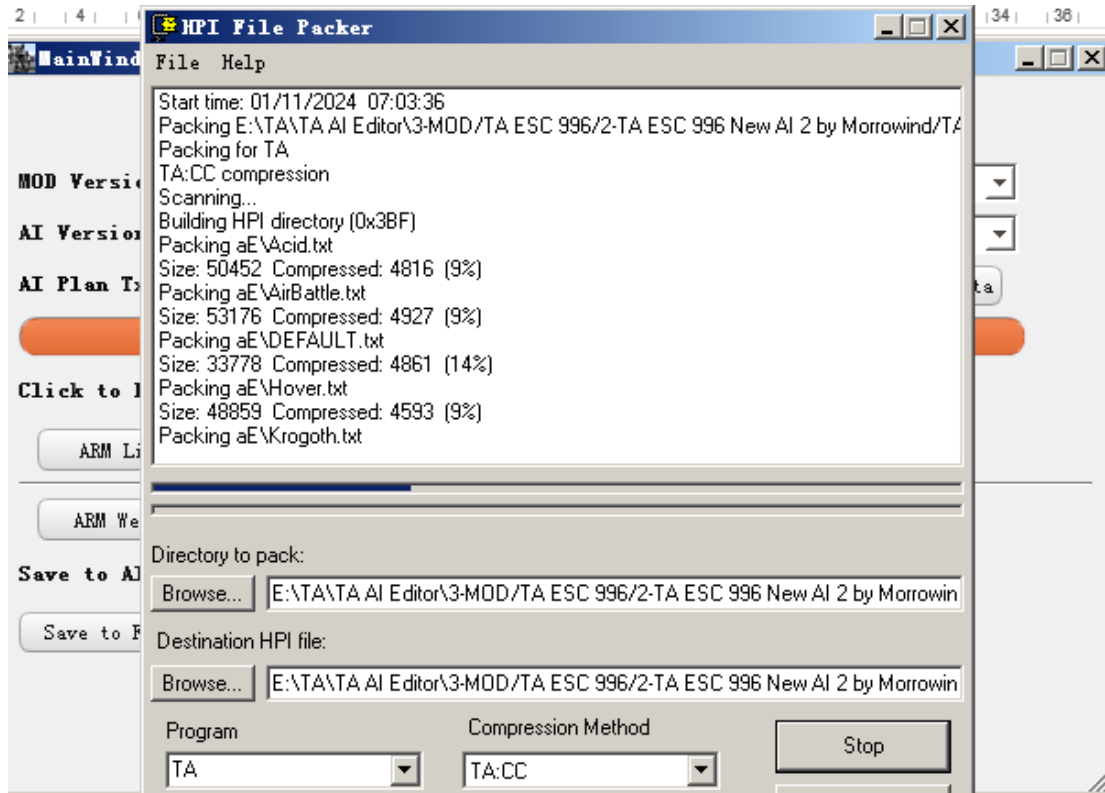 2 4
34 36
HPI File Packer
MainWind
File Help
Start time: 01/11/2024 07:03:36
Packing E:\TA\TA AI Editor\3-MOD/TA ESC 996/2-TA ESC 996 New AI 2 by Morrowind/TA
Packing for TA
TA:CC compression
Scanning...
Building HPI directory (0x3BF)
Packing aE\Acid.txt
Size: 50452 Compressed: 4816 (9%)
Packing aE\AirBattle.txt
Size: 53176 Compressed: 4927 (9%)
Packing aE\DEFAULT.txt
Size: 33778 Compressed: 4861 (14%)
Packing aE\Hover.txt
Size: 48859 Compressed: 4593 (9%)
Packing aE\Krogoth.txt
MOD Versi
AI Version
AI Plan T
ta
Click to
ARM Li
ARM We
Save to A
Save to F
Directory to pack:
Browse... E:\TA\TA AI Editor\3-MOD/TA ESC 996/2-TA ESC 996 New AI 2 by Morrowin
Destination HPI file:
Browse... E:\TA\TA AI Editor\3-MOD/TA ESC 996/2-TA ESC 996 New AI 2 by Morrowin
Program Compression Method
TA TA:CC Stop